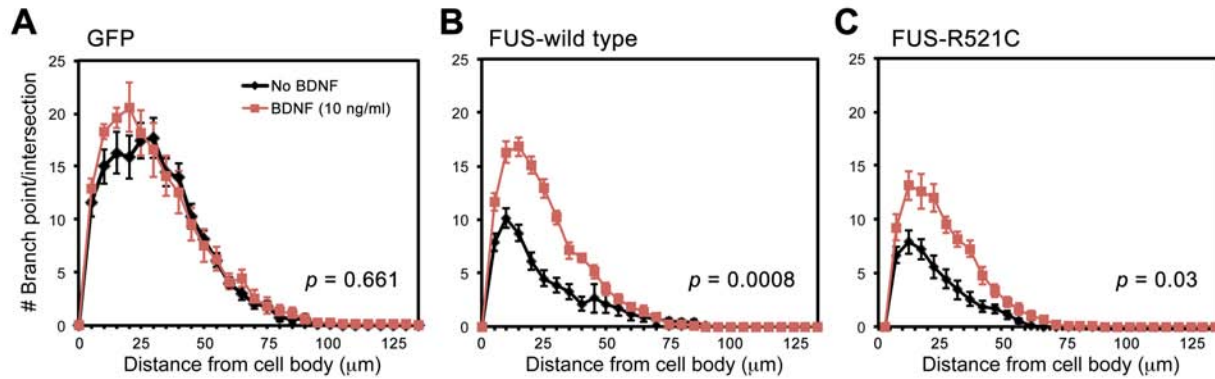 A
GFP
# Branch point/intersection
25
20
15
10
5
0
No BDNF
BDNF (10 ng/ml)
p = 0.661
0
25
50
75
100
125
Distance from cell body (μm)
B
FUS-wild type
25
20
15
10
5
0
p = 0.0008
0
25
50
75
100
125
Distance from cell body (μm)
C
FUS-R521C
25
20
15
10
5
0
p = 0.03
0
25
50
75
100
125
Distance from cell body (μm)